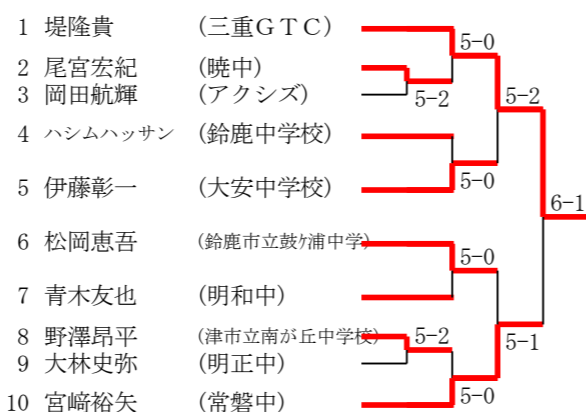 1 堤隆貴 (三重GTC)
5-0
2 尾宮宏紀 (暁中)
3 岡田航輝 (アクシズ)
5-2
5-2
4 ハシムハッサン (鈴鹿中学校)
5 伊藤彰一 (大安中学校)
5-0
6-1
6 松岡恵吾 (鈴鹿市立鼓ヶ浦中学)
5-0
7 青木友也 (明和中)
8 野澤昂平 (津市立南が丘中学校)
5-2
5-1
9 大林史弥 (明正中)
10 宮﨑裕矢 (常磐中)
5-0